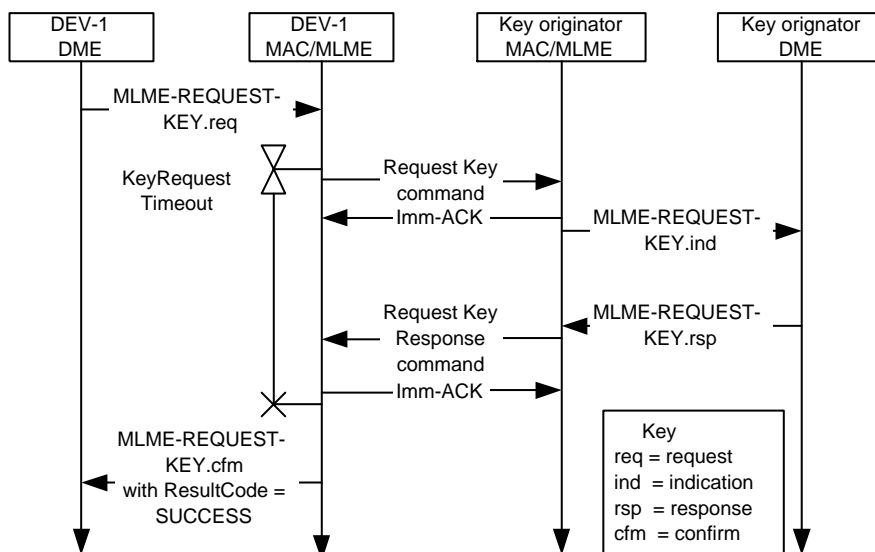 DEV-1
DME
DEV-1
MAC/MLME
Key originator
MAC/MLME
Key orignator
DME
MLME-REQUEST-
KEY.req
KeyRequest
Timeout
Request Key
command
Imm-ACK
MLME-REQUEST-
KEY.ind
Request Key
Response
command
MLME-REQUEST-
KEY.rsp
Imm-ACK
MLME-REQUEST-
KEY.cfm
with ResultCode =
SUCCESS
Key
req = request
ind = indication
rsp = response
cfm = confirm